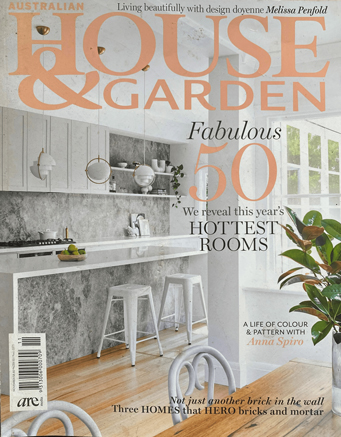 Living beautifully with design doyenne Melissa Penfold
AUSTRALIAN
HOUSE
& GARDEN
Fabulous
50
We reveal this year's
HOTTEST
ROOMS
A LIFE OF COLOUR
& PATTERN WITH
Anna Spiro
Not just another brick in the wall
Three HOMES that HERO bricks and mortar
11
are